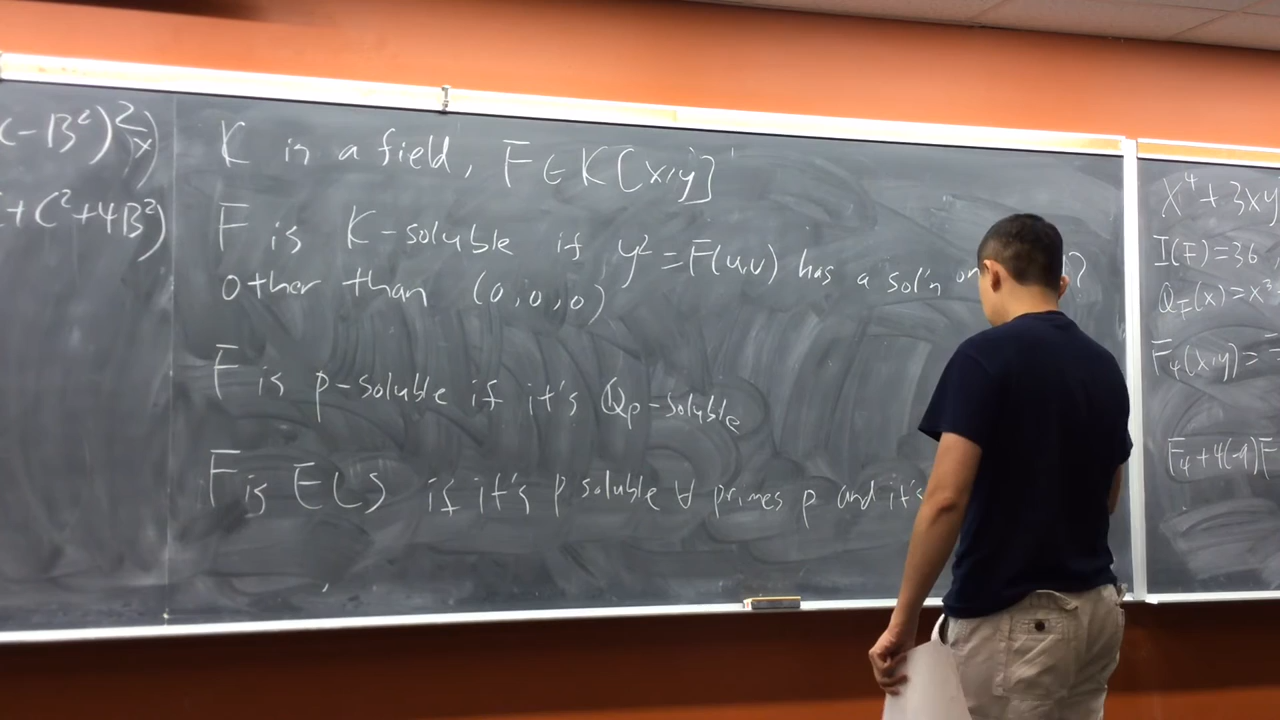 (-B²) 2/x)
+C²+4B²)
K is a field, F ∈ K[x,y]
F is K-soluble if y² = F(u,v) has a sol'n
other than (0,0,0)
F is p-soluble if it's Qp-soluble
F is ELS if it's p soluble ∀ primes p and it's
X⁴ + 3xy
I(F)=36,
Q_F(x)=x³
F₄(x,y)=
F₄+4(-9)F